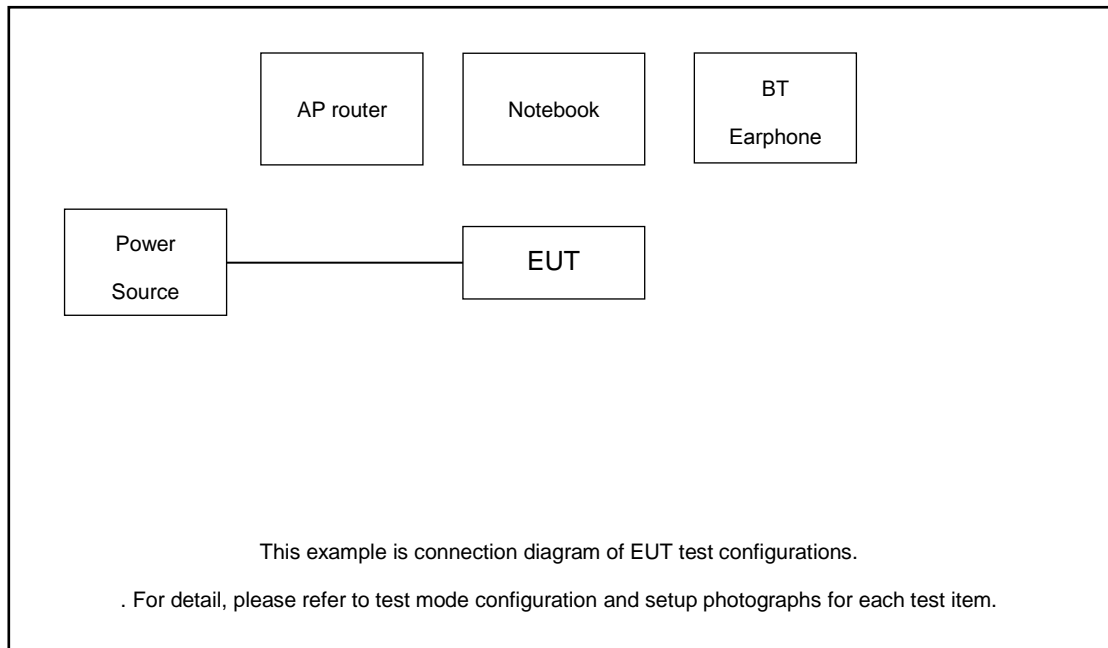 AP router
Notebook
BT
Earphone
Power
Source
EUT
This example is connection diagram of EUT test configurations.
. For detail, please refer to test mode configuration and setup photographs for each test item.